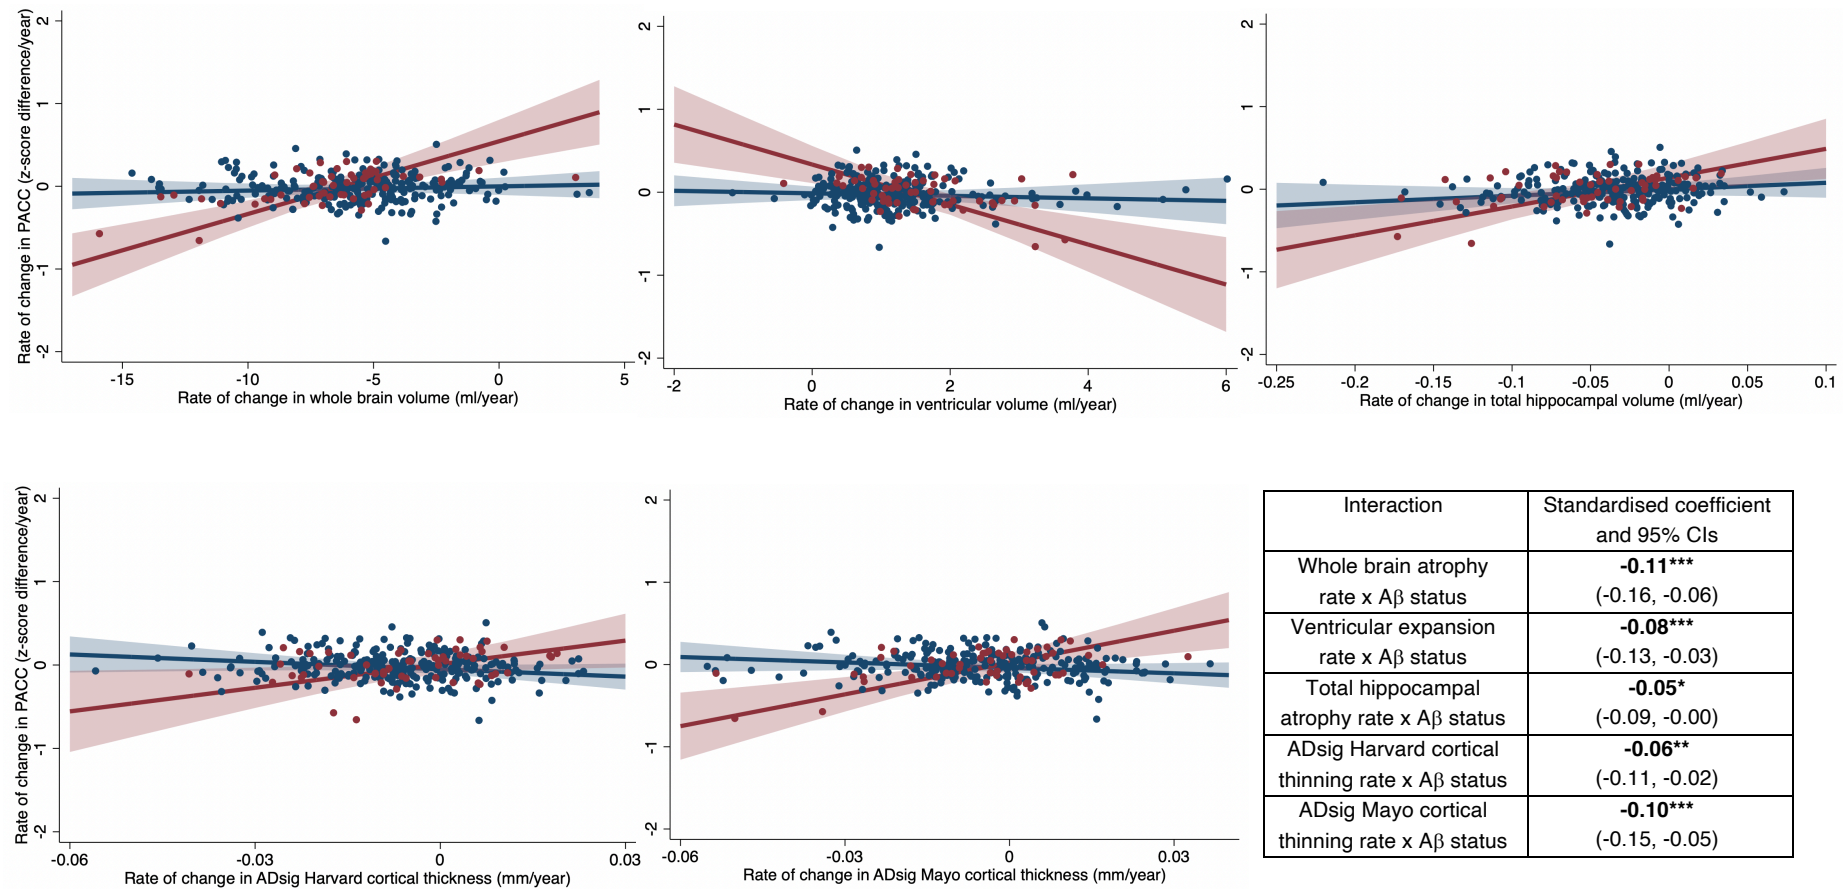 Rate of change in PACC (z-score difference/year)
2
1
0
-1
-2
-15 -10 -5 0 5
Rate of change in whole brain volume (ml/year)
2
1
0
-1
-2
-2 0 2 4 6
Rate of change in ventricular volume (ml/year)
2
1
0
-1
-2
-0.25 -0.2 -0.15 -0.1 -0.05 0 0.05 0.1
Rate of change in total hippocampal volume (ml/year)
Rate of change in PACC (z-score difference/year)
2
1
0
-1
-2
-0.06 -0.03 0 0.03
Rate of change in ADsig Harvard cortical thickness (mm/year)
2
1
0
-1
-2
-0.06 -0.03 0 0.03
Rate of change in ADsig Mayo cortical thickness (mm/year)
Interaction Standardised coefficient
and 95% CIs
Whole brain atrophy -0.11***
rate x Aβ status (-0.16, -0.06)
Ventricular expansion -0.08***
rate x Aβ status (-0.13, -0.03)
Total hippocampal -0.05*
atrophy rate x Aβ status (-0.09, -0.00)
ADsig Harvard cortical -0.06**
thinning rate x Aβ status (-0.11, -0.02)
ADsig Mayo cortical -0.10***
thinning rate x Aβ status (-0.15, -0.05)